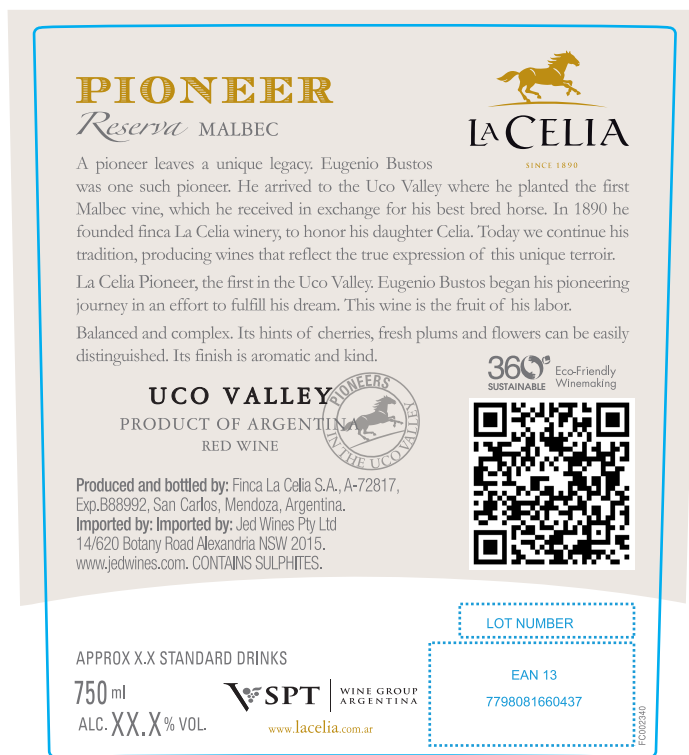 PIONEER
Reserva MALBEC
LA CELIA
SINCE 1890
A pioneer leaves a unique legacy. Eugenio Bustos
was one such pioneer. He arrived to the Uco Valley where he planted the first
Malbec vine, which he received in exchange for his best bred horse. In 1890 he
founded finca La Celia winery, to honor his daughter Celia. Today we continue his
tradition, producing wines that reflect the true expression of this unique terroir.
La Celia Pioneer, the first in the Uco Valley. Eugenio Bustos began his pioneering
journey in an effort to fulfill his dream. This wine is the fruit of his labor.
Balanced and complex. Its hints of cherries, fresh plums and flowers can be easily
distinguished. Its finish is aromatic and kind.
360°
SUSTAINABLE
Eco-Friendly
Winemaking
UCO VALLEY
PRODUCT OF ARGENTINA
RED WINE
PIONEERS
IN THE UCO VALLEY
Produced and bottled by: Finca La Celia S.A., A-72817,
Exp.B88992, San Carlos, Mendoza, Argentina.
Imported by: Imported by: Jed Wines Pty Ltd
14/620 Botany Road Alexandria NSW 2015.
www.jedwines.com. CONTAINS SULPHITES.
LOT NUMBER
APPROX X.X STANDARD DRINKS
750 ml
ALC. XX.X % VOL.
VSPT
WINE GROUP
ARGENTINA
www.lacelia.com.ar
EAN 13
7798081660437
FC002340